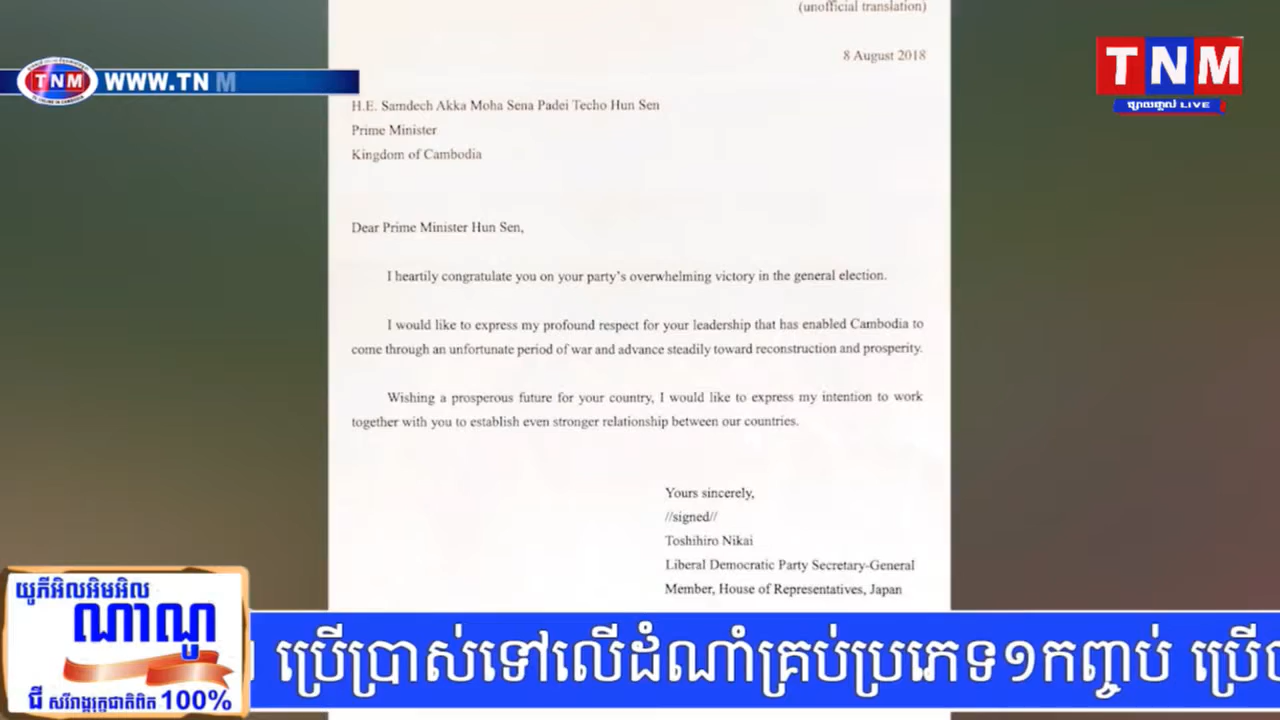 (unofficial translation)
8 August 2018
TNM
WWW.TNM
TNM
ផ្សាយផ្ទាល់ LIVE
H.E. Samdech Akka Moha Sena Padei Techo Hun Sen
Prime Minister
Kingdom of Cambodia
Dear Prime Minister Hun Sen,
I heartily congratulate you on your party's overwhelming victory in the general election.
I would like to express my profound respect for your leadership that has enabled Cambodia to
come through an unfortunate period of war and advance steadily toward reconstruction and prosperity.
Wishing a prosperous future for your country, I would like to express my intention to work
together with you to establish even stronger relationship between our countries.
Yours sincerely,
//signed//
Toshihiro Nikai
Liberal Democratic Party Secretary-General
Member, House of Representatives, Japan
យូភីអិលអិមអិល
ណាណូ
ជី សរីរាង្គរុក្ខជាតិពិត 100%
ប្រើប្រាស់ទៅលើដំណាំគ្រប់ប្រភេទ១កញ្ចប់ ប្រើ